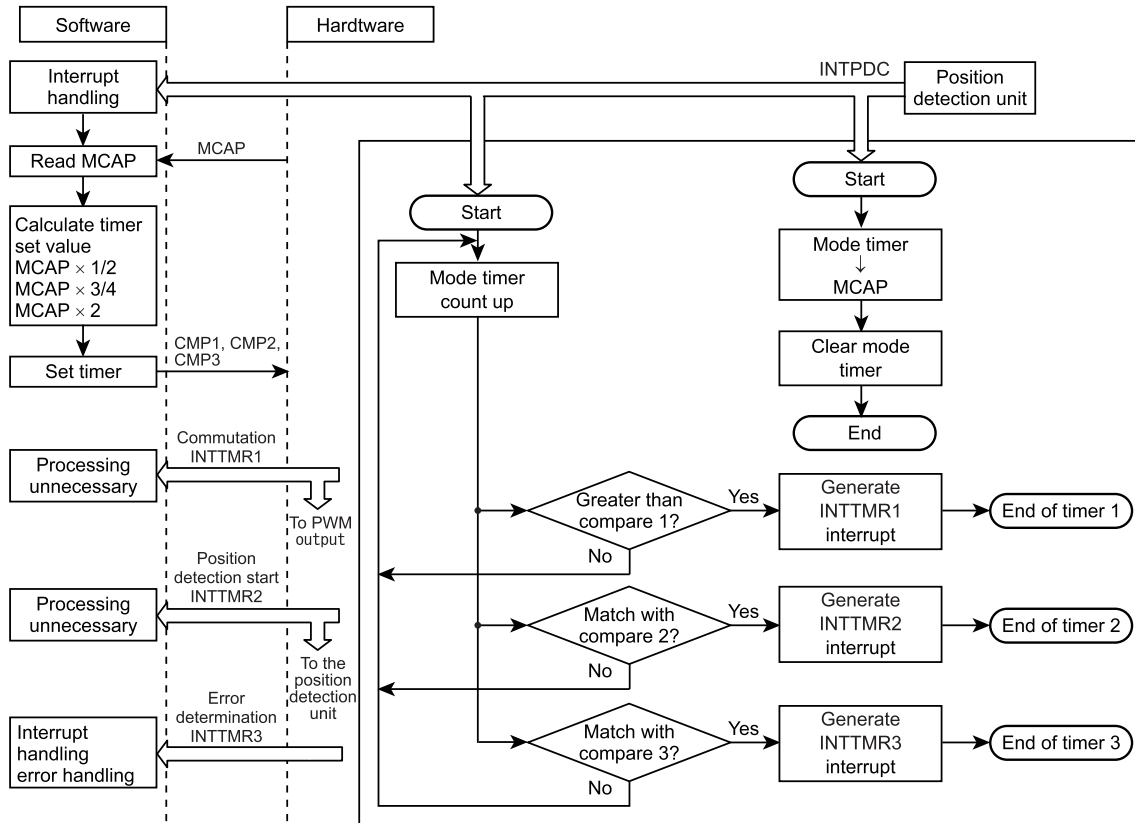 Software
Hardtware
Interrupt
handling
INTPDC
Position
detection unit
Read MCAP
MCAP
Start
Start
Calculate timer
set value
MCAP × 1/2
MCAP × 3/4
MCAP × 2
Mode timer
count up
Mode timer
↓
MCAP
Clear mode
timer
End
Set timer
CMP1, CMP2,
CMP3
Commutation
INTTMR1
Processing
unnecessary
To PWM
output
Greater than
compare 1?
Yes
No
Generate
INTTMR1
interrupt
End of timer 1
Position
detection start
INTTMR2
Processing
unnecessary
To the
position
detection
unit
Match with
compare 2?
Yes
No
Generate
INTTMR2
interrupt
End of timer 2
Error
determination
INTTMR3
Interrupt
handling
error handling
Match with
compare 3?
Yes
No
Generate
INTTMR3
interrupt
End of timer 3